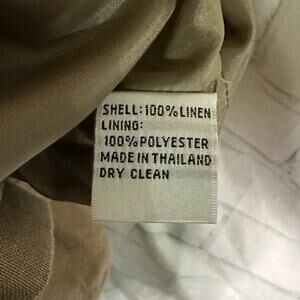 SHELL: 100% LINEN
LINING:
100% POLYESTER
MADE IN THAILAND
DRY CLEAN